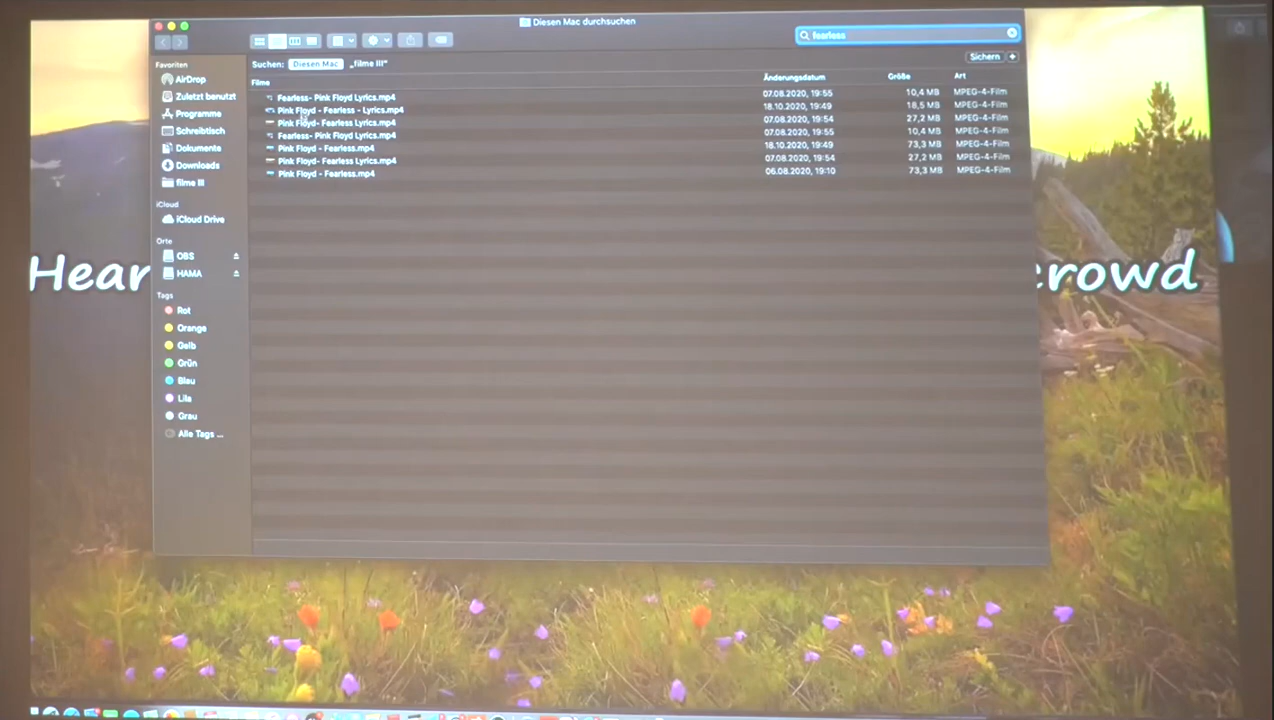 Diesen Mac durchsuchen
fearless
Suchen: Diesen Mac „filme III"
Sichern +
Filme Änderungsdatum Größe Art
Fearless- Pink Floyd Lyrics.mp4 07.08.2020, 19:55 10,4 MB MPEG-4-Film
Pink Floyd - Fearless - Lyrics.mp4 18.10.2020, 19:49 18,5 MB MPEG-4-Film
Pink Floyd- Fearless Lyrics.mp4 07.08.2020, 19:54 27,2 MB MPEG-4-Film
Fearless- Pink Floyd Lyrics.mp4 07.08.2020, 19:55 10,4 MB MPEG-4-Film
Pink Floyd - Fearless.mp4 18.10.2020, 19:49 73,3 MB MPEG-4-Film
Pink Floyd- Fearless Lyrics.mp4 07.08.2020, 19:54 27,2 MB MPEG-4-Film
Pink Floyd - Fearless.mp4 06.08.2020, 19:10 73,3 MB MPEG-4-Film
Favoriten
AirDrop
Zuletzt benutzt
Programme
Schreibtisch
Dokumente
Downloads
filme III
iCloud
iCloud Drive
Orte
OBS
HAMA
Tags
Rot
Orange
Gelb
Grün
Blau
Lila
Grau
Alle Tags ...
Hear crowd